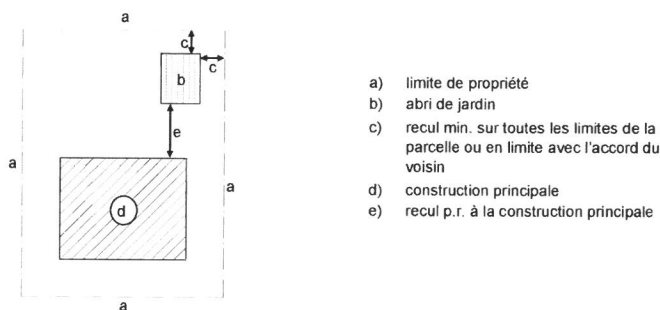 a
c
c
b
e
a
a
d
a
a) limite de propriété
b) abri de jardin
c) recul min. sur toutes les limites de la
parcelle ou en limite avec l'accord du
voisin
d) construction principale
e) recul p.r. à la construction principale